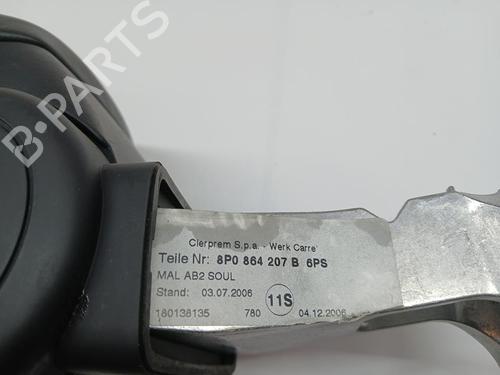 B-PARTS
Clerprem S.p.a. - Werk Carre'
Teile Nr: 8P0 864 207 B 6PS
MAL AB2 SOUL
Stand: 03.07.2006 11S
180138135 780 04.12.2006